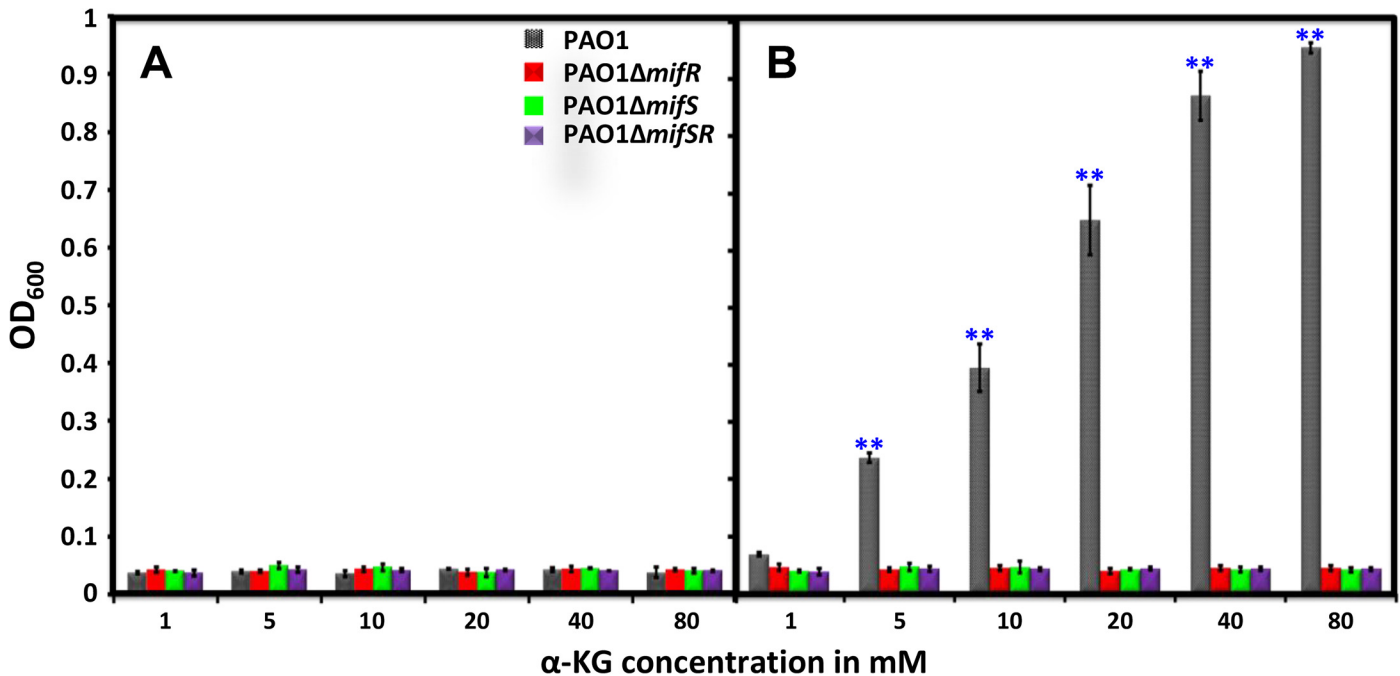 A
B
PAO1
PAO1ΔmifR
PAO1ΔmifS
PAO1ΔmifSR
**
**
**
**
**
1
0.9
0.8
0.7
0.6
0.5
0.4
0.3
0.2
0.1
0
OD600
1 5 10 20 40 80 1 5 10 20 40 80
α-KG concentration in mM